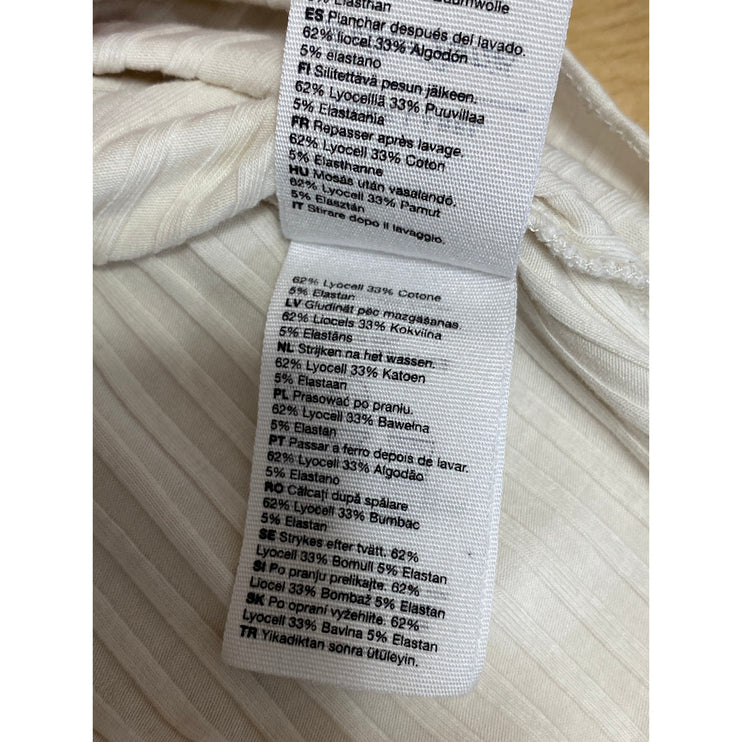 5% Elasthan
ES Planchar después del lavado.
62% liocel 33% Algodón
5% elastano
FI Silitettävä pesun jälkeen.
62% Lyocelliä 33% Puuvillaa
5% Elastaania
FR Repasser après lavage.
62% Lyocell 33% Coton
5% Elasthanne
HU Mosás után vasalandó.
62% Lyocell 33% Pamut
5% Elasztán
IT Stirare dopo il lavaggio.
62% Lyocell 33% Cotone
5% Elastan
LV Gludināt pēc mazgāšanas.
62% Liocels 33% Kokvilna
5% Elastāns
NL Strijken na het wassen.
62% Lyocell 33% Katoen
5% Elastaan
PL Prasować po praniu.
62% Lyocell 33% Bawełna
5% Elastan
PT Passar a ferro depois de lavar.
62% Lyocell 33% Algodão
5% Elastano
RO Călcați după spălare
62% Lyocell 33% Bumbac
5% Elastan
SE Strykes efter tvätt. 62%
Lyocell 33% Bomull 5% Elastan
SI Po pranju prelikajte. 62%
Liocel 33% Bombaž 5% Elastan
SK Po opraní vyžehlite. 62%
Lyocell 33% Bavlna 5% Elastan
TR Yikadiktan sonra ütüleyin.